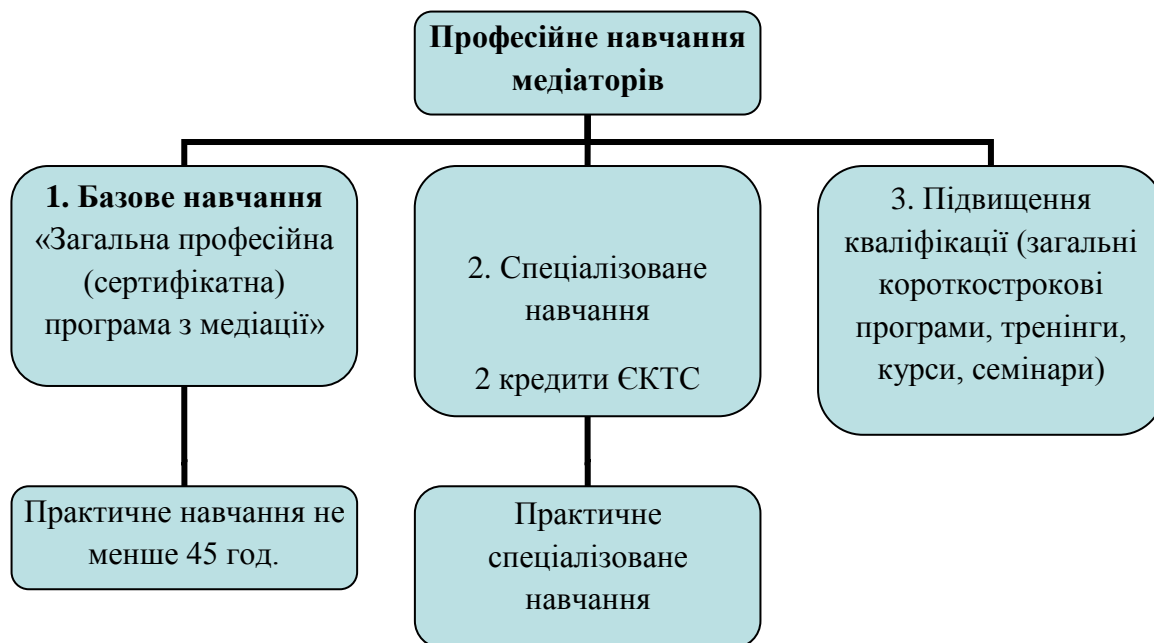 Професійне навчання
медіаторів
1. Базове навчання
«Загальна професійна
(сертифікатна)
програма з медіації»
2. Спеціалізоване
навчання
2 кредити ЄКТС
3. Підвищення
кваліфікації (загальні
короткострокові
програми, тренінги,
курси, семінари)
Практичне навчання не
менше 45 год.
Практичне
спеціалізоване
навчання